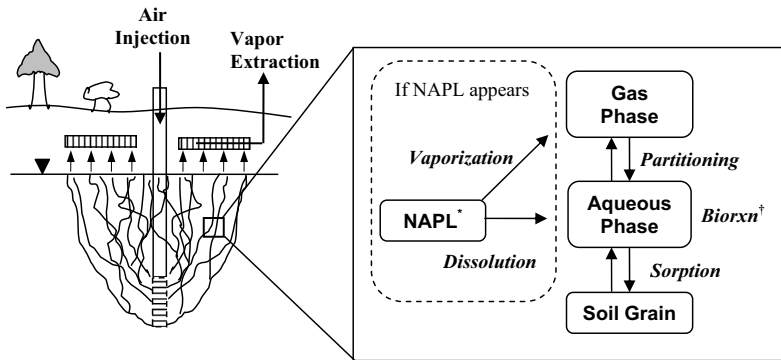 Air
Injection
Vapor
Extraction
If NAPL appears
Gas
Phase
Vaporization
Partitioning
NAPL*
Aqueous
Phase
Biorxn†
Dissolution
Sorption
Soil Grain